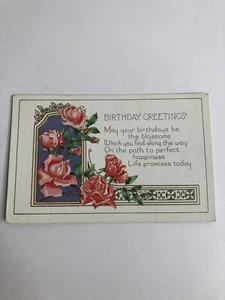 BIRTHDAY GREETINGS
May your birthdays be
the blossoms
Which you find along the way
On the path to perfect
happiness
Life promises today